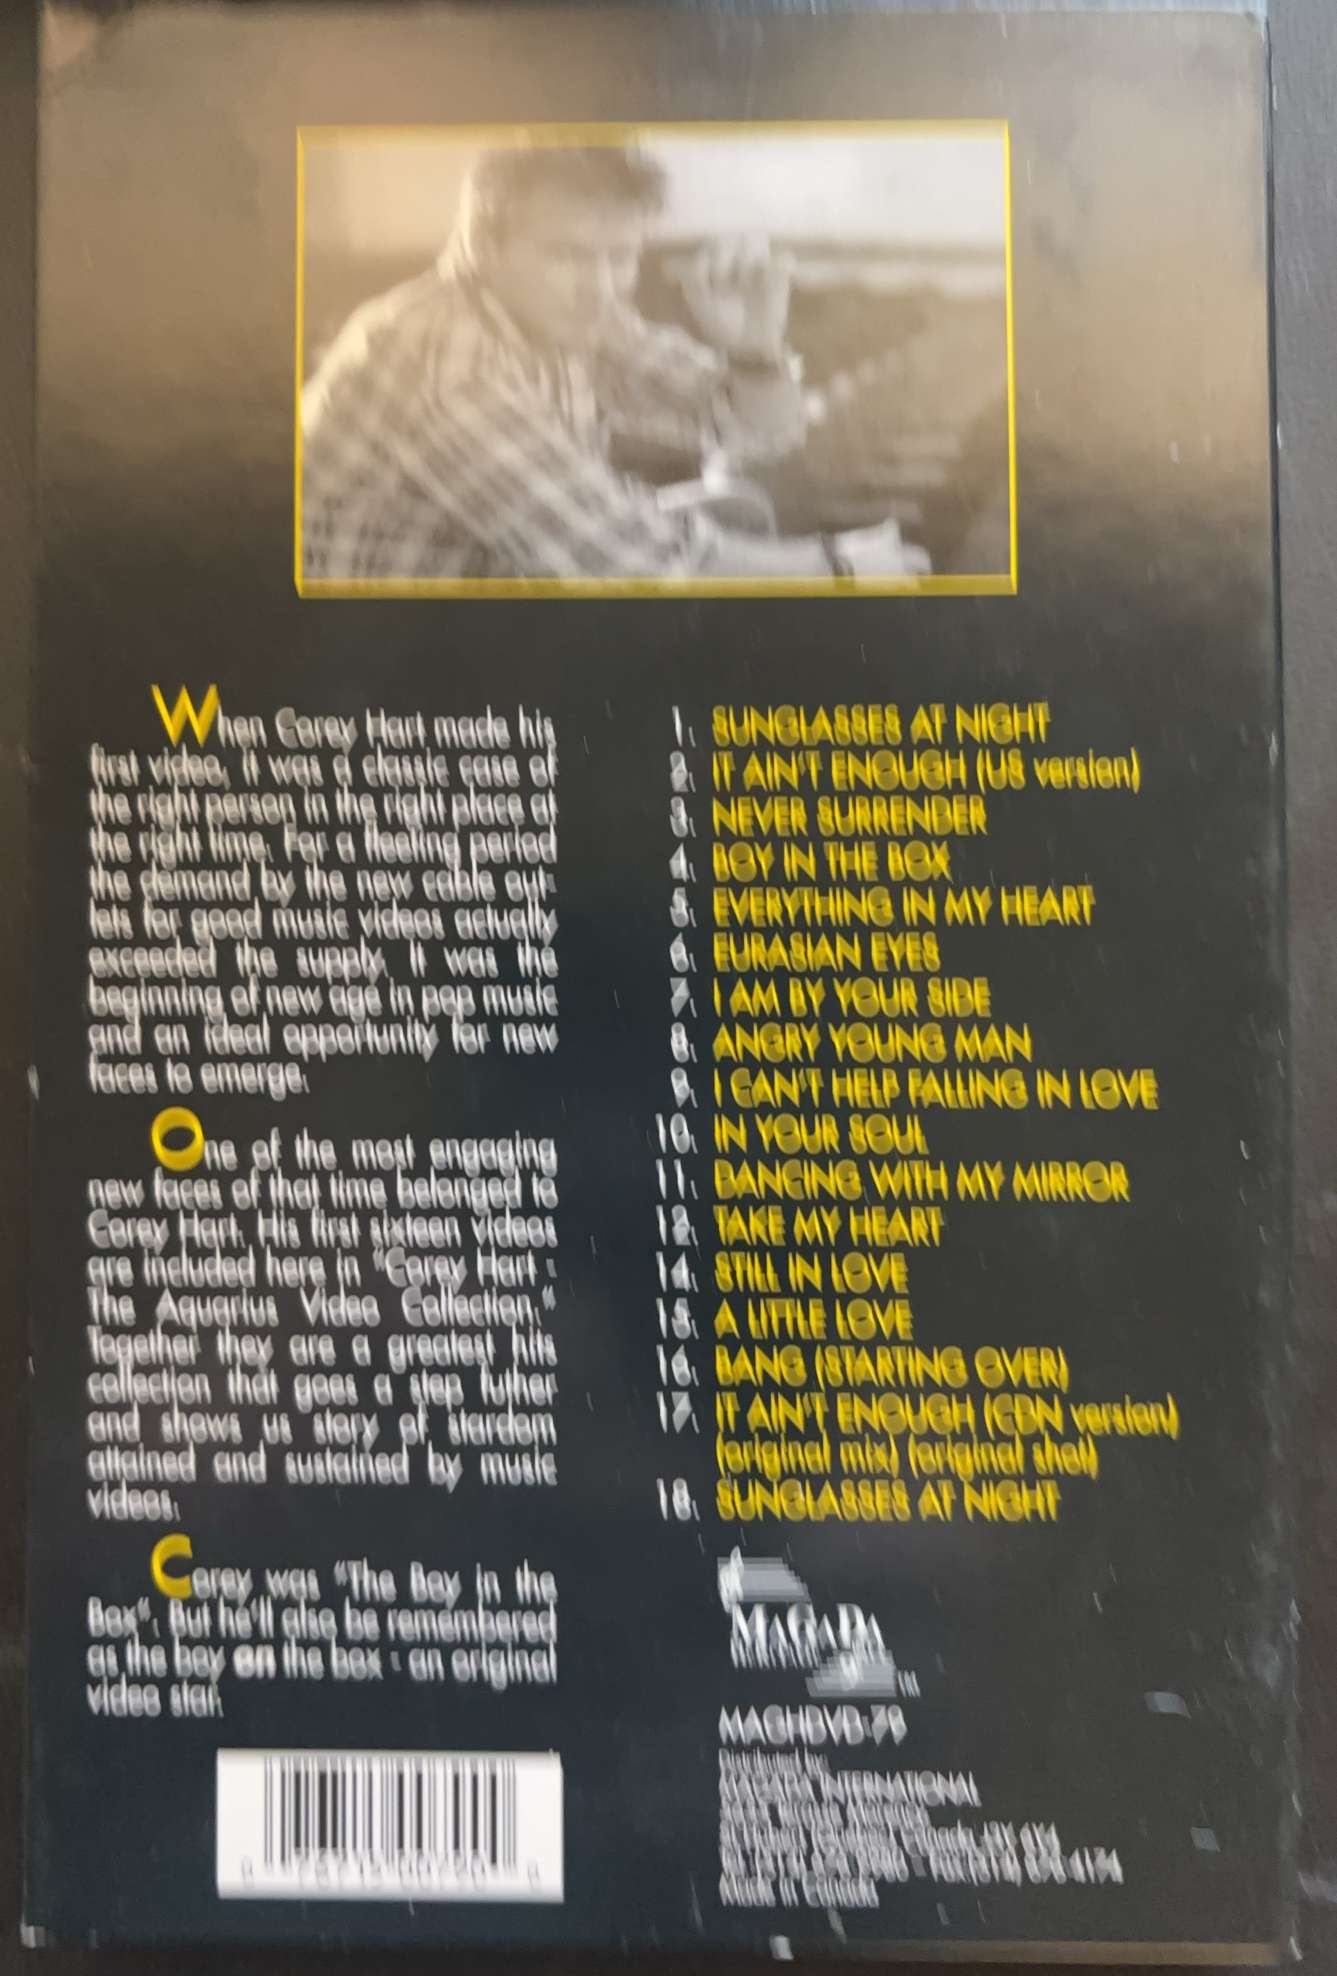 When Corey Hart made his
first video, it was a classic case of
the right person in the right place at
the right time. For a fleeting period
the demand by the new cable out-
lets for good music videos actually
exceeded the supply. It was the
beginning of new age in pop music
and an ideal opportunity for new
faces to emerge.
One of the most engaging
new faces of that time belonged to
Corey Hart. His first sixteen videos
are included here in "Corey Hart -
The Aquarius Video Collection."
Together they are a greatest hits
collection that goes a step futher
and shows us story of stardom
attained and sustained by music
videos.
Corey was "The Boy in the
Box". But he'll also be remembered
as the boy on the box - an original
video star.
1. SUNGLASSES AT NIGHT
2. IT AIN'T ENOUGH (US version)
3. NEVER SURRENDER
4. BOY IN THE BOX
5. EVERYTHING IN MY HEART
6. EURASIAN EYES
7. I AM BY YOUR SIDE
8. ANGRY YOUNG MAN
9. I CAN'T HELP FALLING IN LOVE
10. IN YOUR SOUL
11. DANCING WITH MY MIRROR
12. TAKE MY HEART
14. STILL IN LOVE
15. A LITTLE LOVE
16. BANG (STARTING OVER)
17. IT AIN'T ENOUGH (CDN version)
(original mix) (original shot)
18. SUNGLASSES AT NIGHT
MAGADA
TM
MAGHDVD-79
Distributed by:
MAGADA INTERNATIONAL
Made in Canada